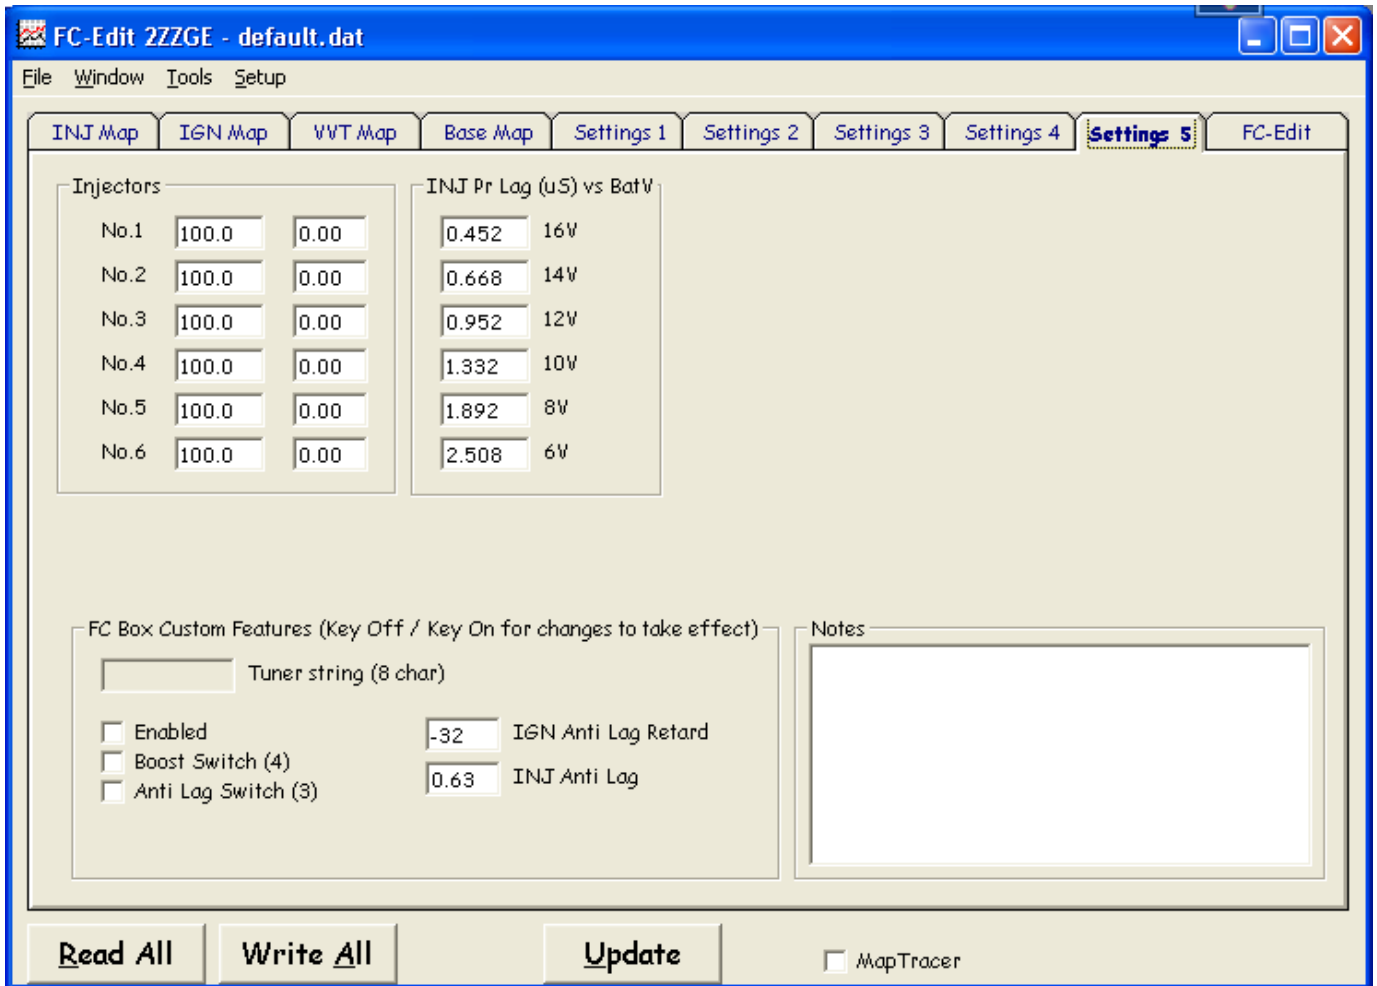 FC-Edit 2ZZGE - default.dat
File Window Tools Setup
INJ Map IGN Map VVT Map Base Map Settings 1 Settings 2 Settings 3 Settings 4 Settings 5 FC-Edit
Injectors
No.1 100.0 0.00
No.2 100.0 0.00
No.3 100.0 0.00
No.4 100.0 0.00
No.5 100.0 0.00
No.6 100.0 0.00
INJ Pr Lag (uS) vs BatV
0.452 16V
0.668 14V
0.952 12V
1.332 10V
1.892 8V
2.508 6V
FC Box Custom Features (Key Off / Key On for changes to take effect)
Tuner string (8 char)
Enabled
Boost Switch (4)
Anti Lag Switch (3)
-32 IGN Anti Lag Retard
0.63 INJ Anti Lag
Notes
Read All Write All Update MapTracer